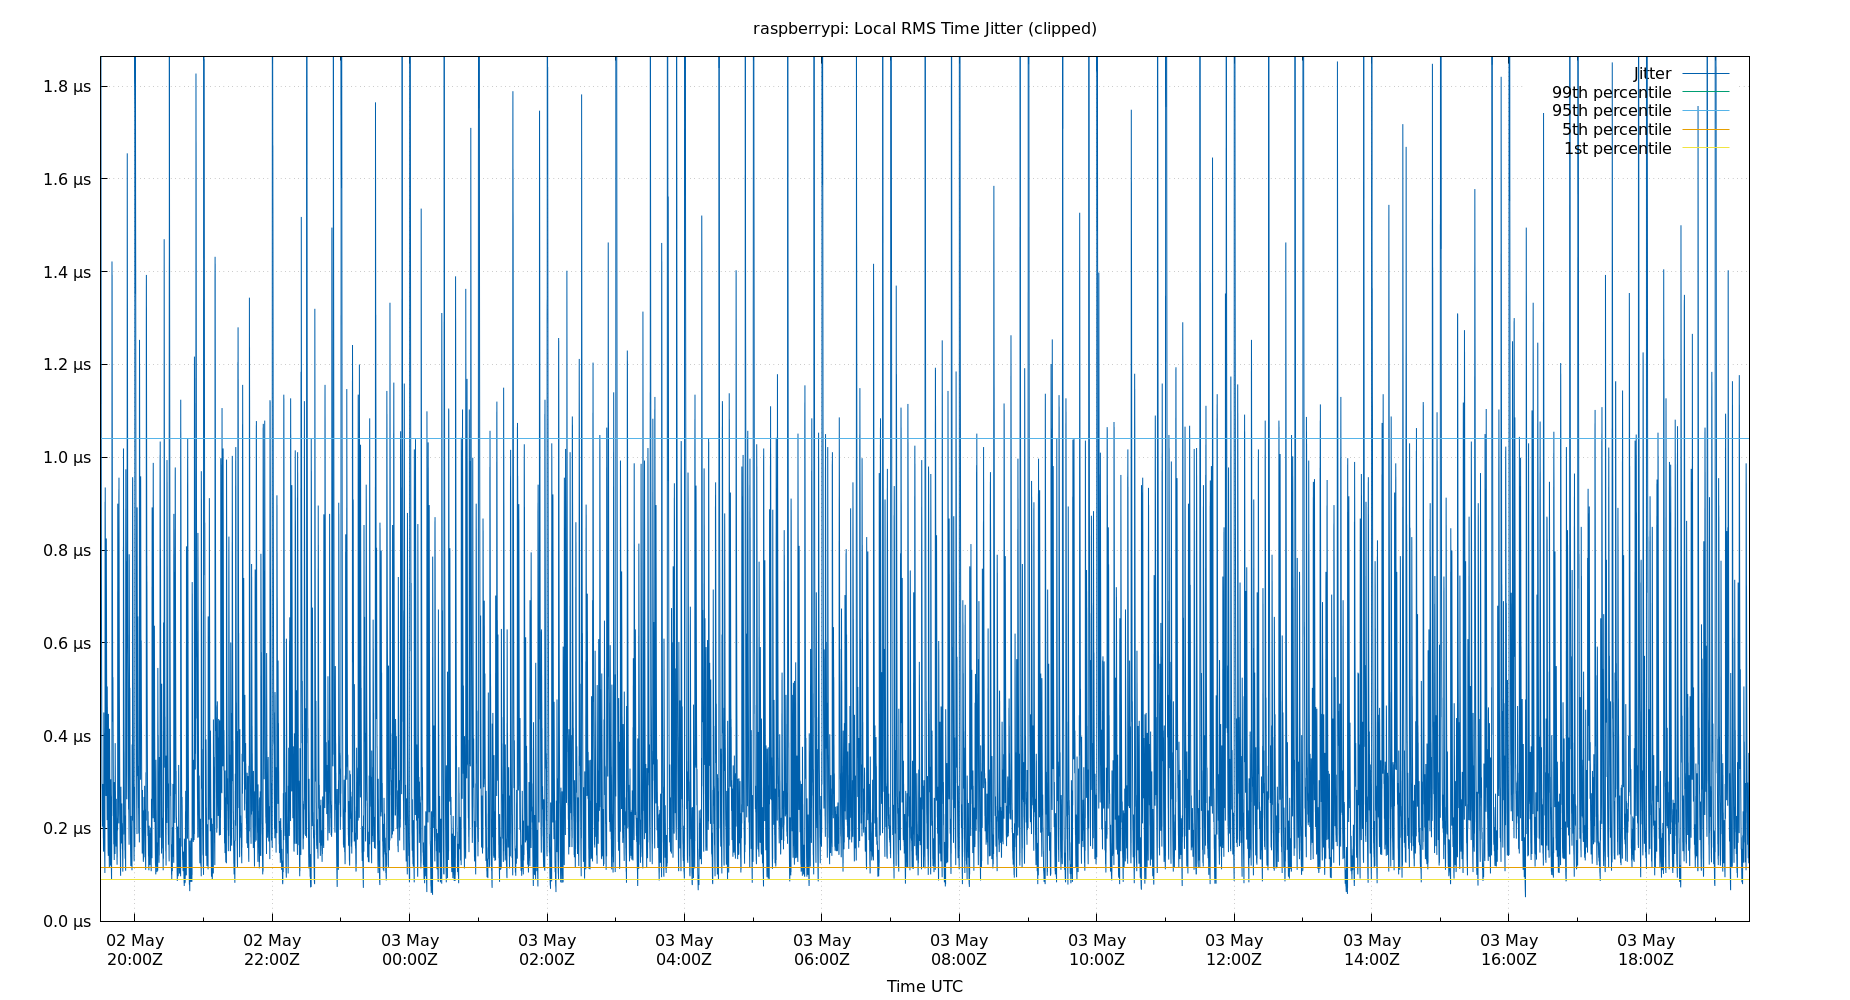 raspberrypi: Local RMS Time Jitter (clipped)
Jitter
99th percentile
95th percentile
5th percentile
1st percentile
1.8 µs
1.6 µs
1.4 µs
1.2 µs
1.0 µs
0.8 µs
0.6 µs
0.4 µs
0.2 µs
0.0 µs
02 May 02 May 03 May 03 May 03 May 03 May 03 May 03 May 03 May 03 May 03 May 03 May
20:00Z 22:00Z 00:00Z 02:00Z 04:00Z 06:00Z 08:00Z 10:00Z 12:00Z 14:00Z 16:00Z 18:00Z
Time UTC